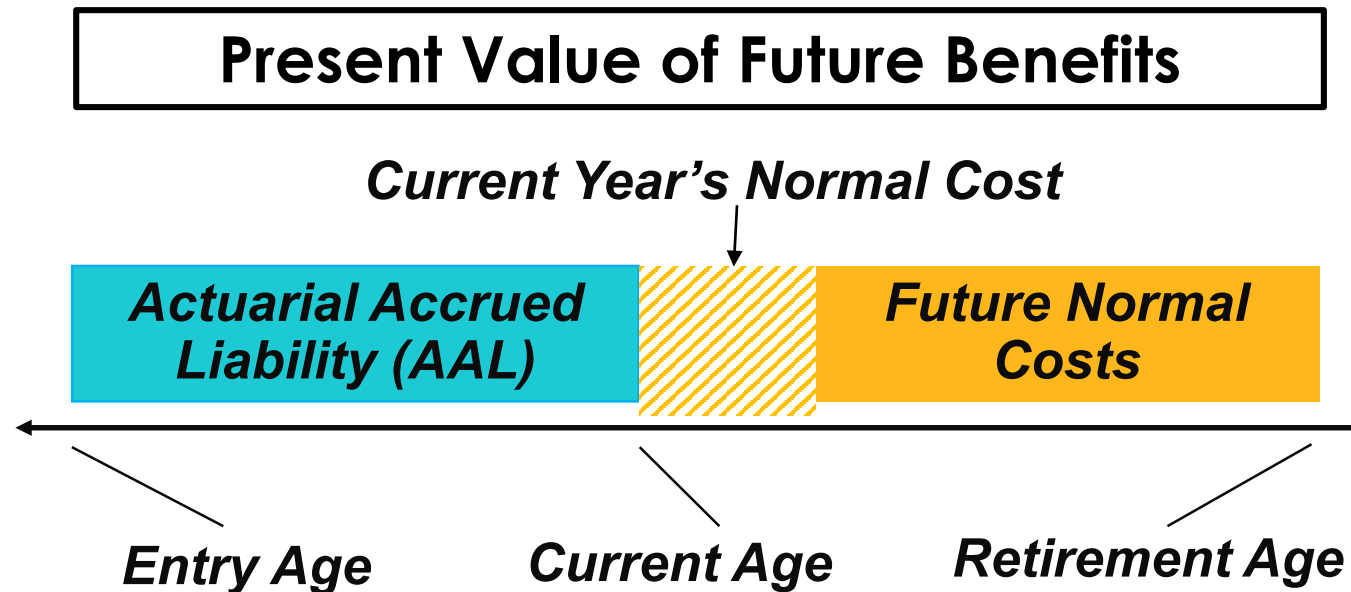 Present Value of Future Benefits
Current Year’s Normal Cost
Actuarial Accrued
Liability (AAL)
Future Normal
Costs
Entry Age
Current Age
Retirement Age